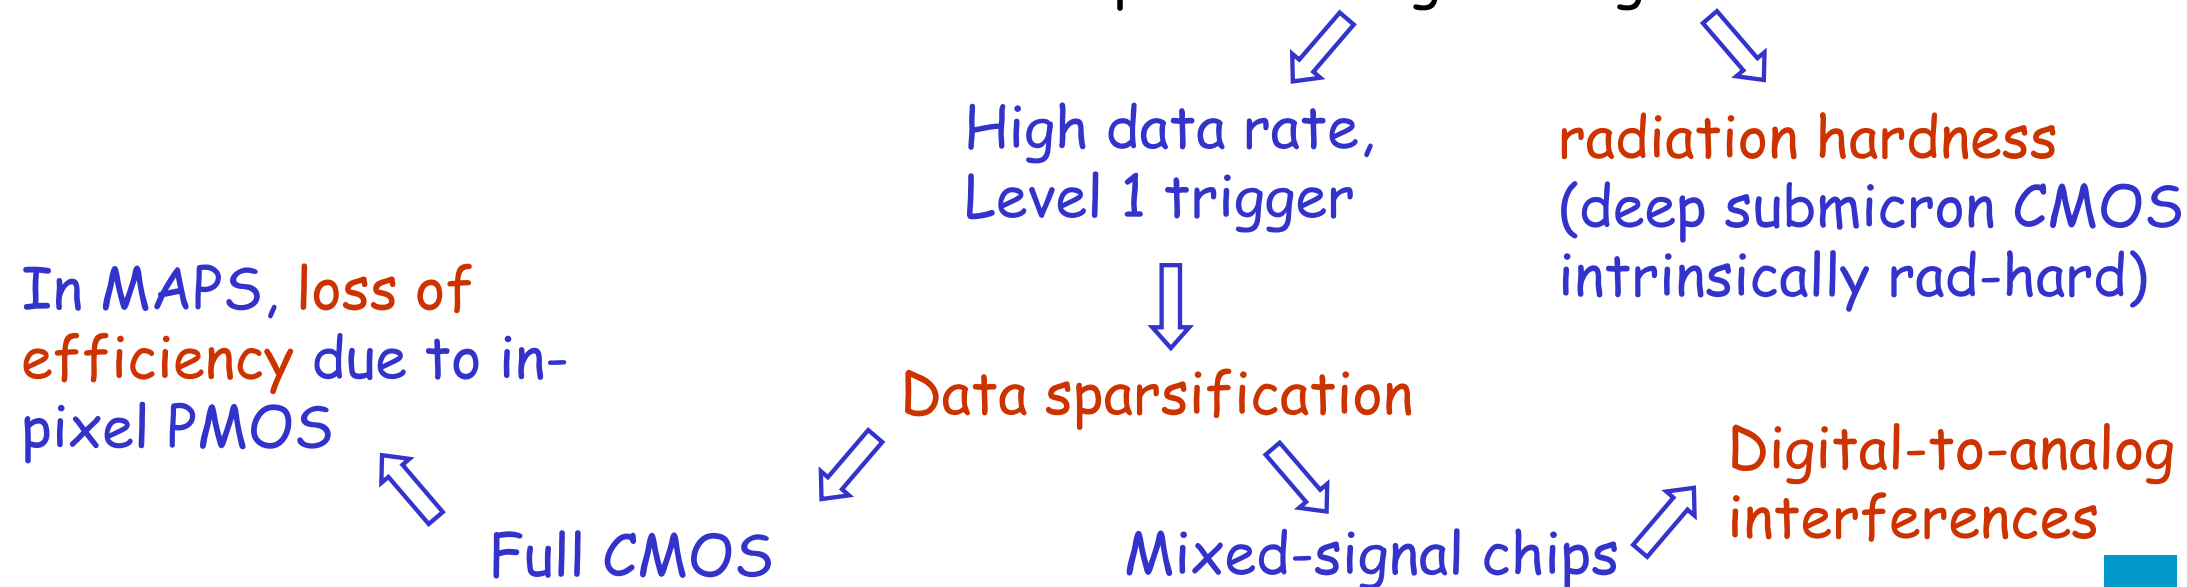 High data rate,
Level 1 trigger
radiation hardness
(deep submicron CMOS
intrinsically rad-hard)
In MAPS, loss of
efficiency due to in-
pixel PMOS
Data sparsification
Digital-to-analog
interferences
Full CMOS
Mixed-signal chips